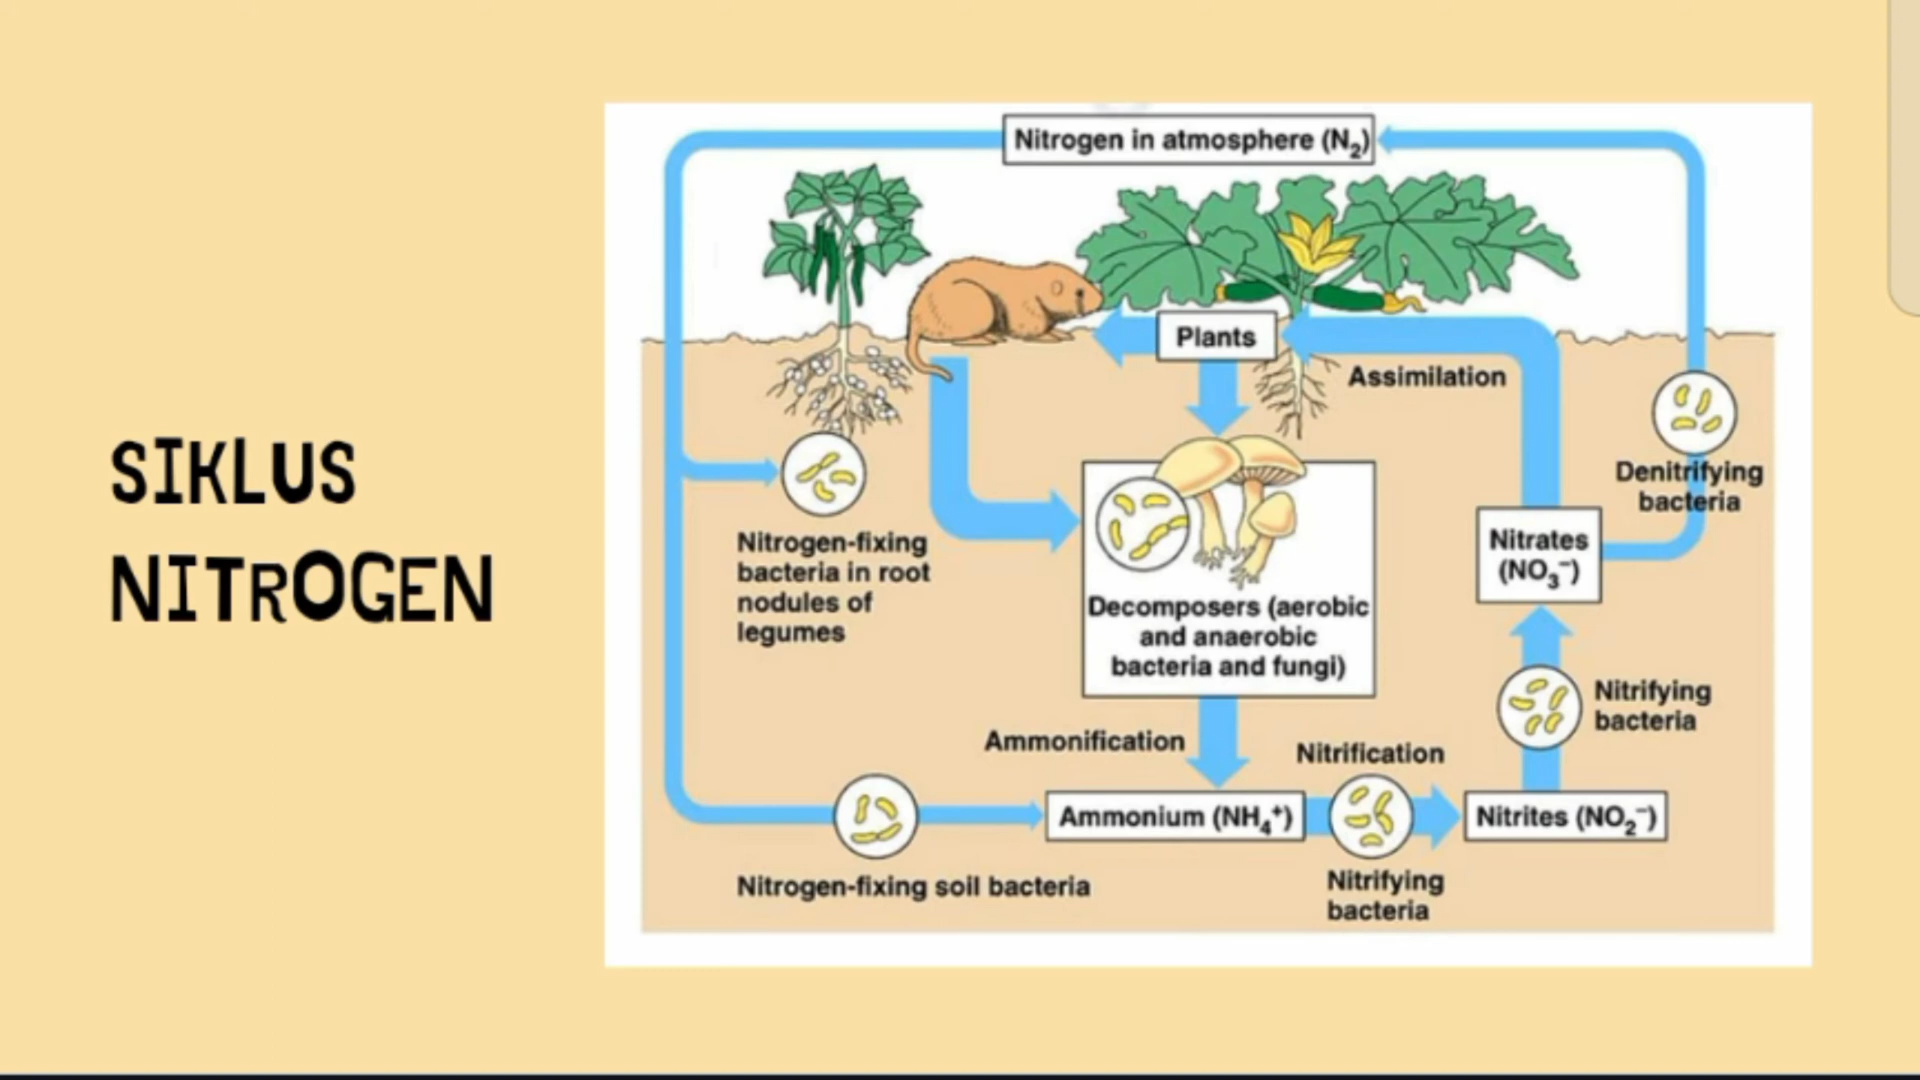 SIKLUS
NITROGEN
Nitrogen in atmosphere (N₂)
Plants
Assimilation
Denitrifying
bacteria
Nitrogen-fixing
bacteria in root
nodules of
legumes
Decomposers (aerobic
and anaerobic
bacteria and fungi)
Nitrates
(NO₃⁻)
Nitrifying
bacteria
Ammonification
Nitrification
Ammonium (NH₄⁺)
Nitrites (NO₂⁻)
Nitrogen-fixing soil bacteria
Nitrifying
bacteria